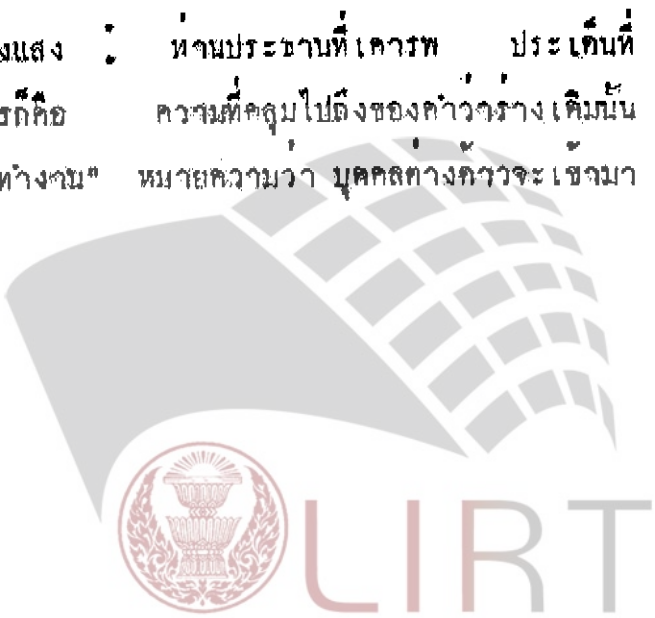 งแสง : ท่านประธานที่เคารพ ประเด็นที่
รก็คือ ความที่คลุมไปถึงของคำว่าร่างเดิมนั้น
ทำงาน" หมายความว่า บุคคลต่างด้าวจะเข้ามา
LIRT